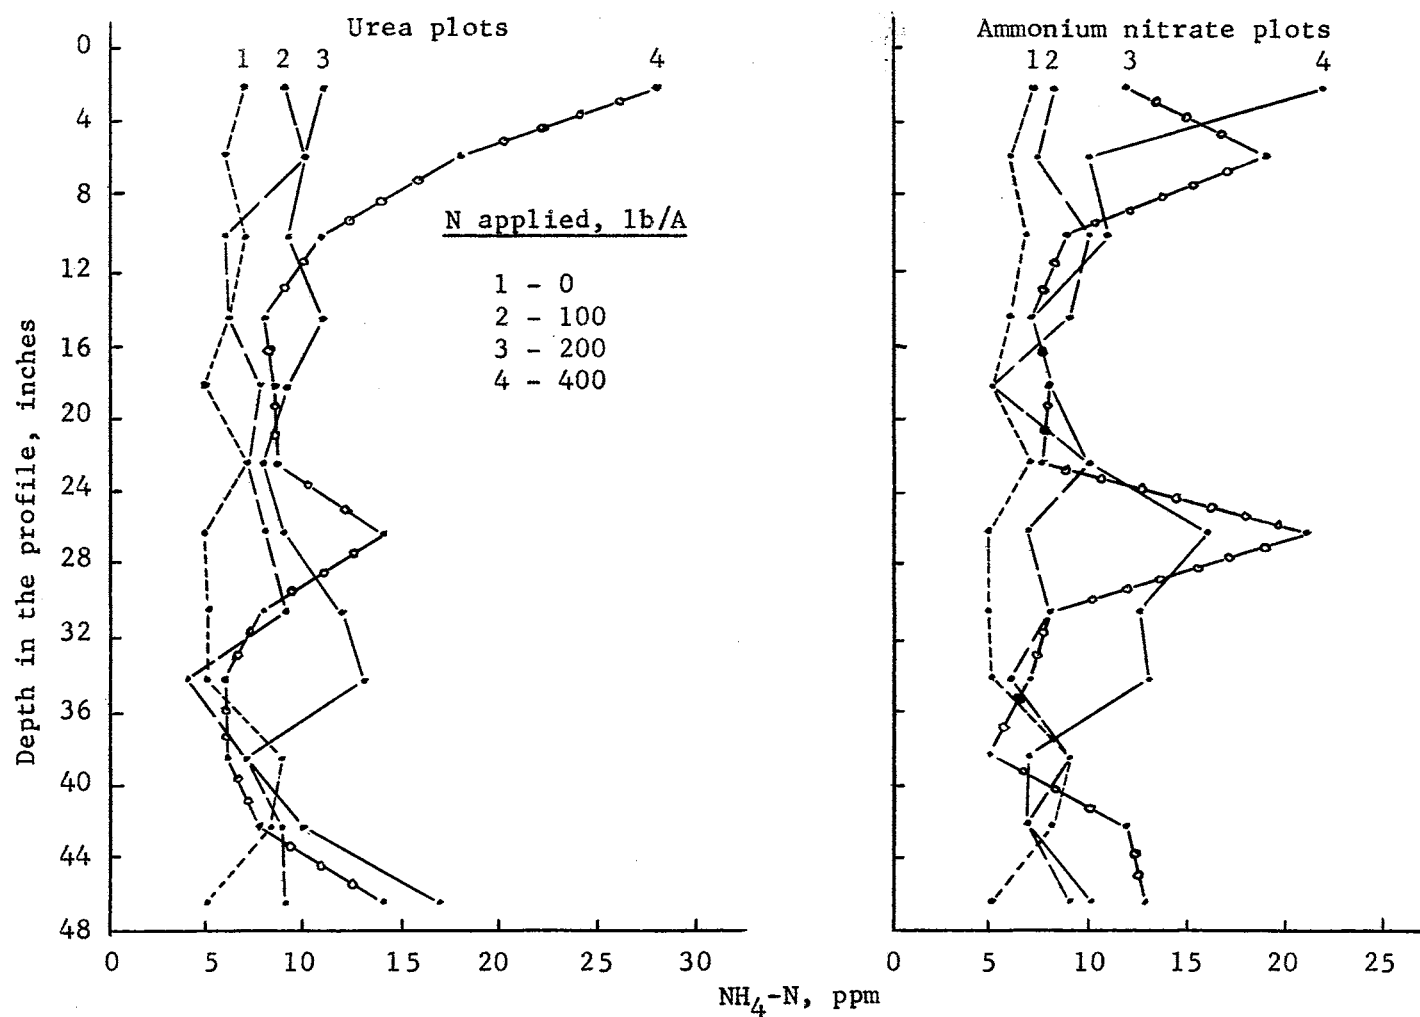 Urea plots
1 2 3 4
N applied, lb/A
1 - 0
2 - 100
3 - 200
4 - 400
Ammonium nitrate plots
1 2 3 4
Depth in the profile, inches
0
4
8
12
16
20
24
28
32
36
40
44
48
0 5 10 15 20 25 30
0 5 10 15 20 25
NH4-N, ppm